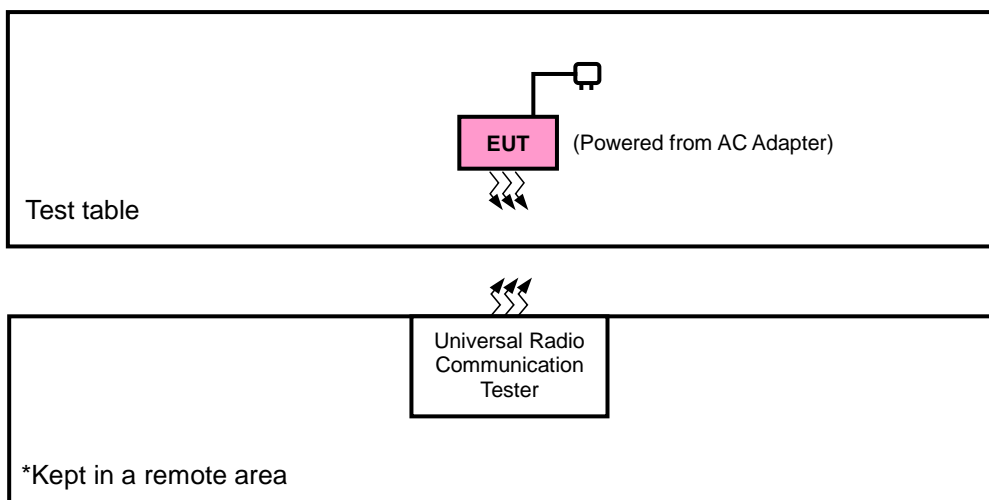 EUT
(Powered from AC Adapter)
Test table
Universal Radio
Communication
Tester
*Kept in a remote area